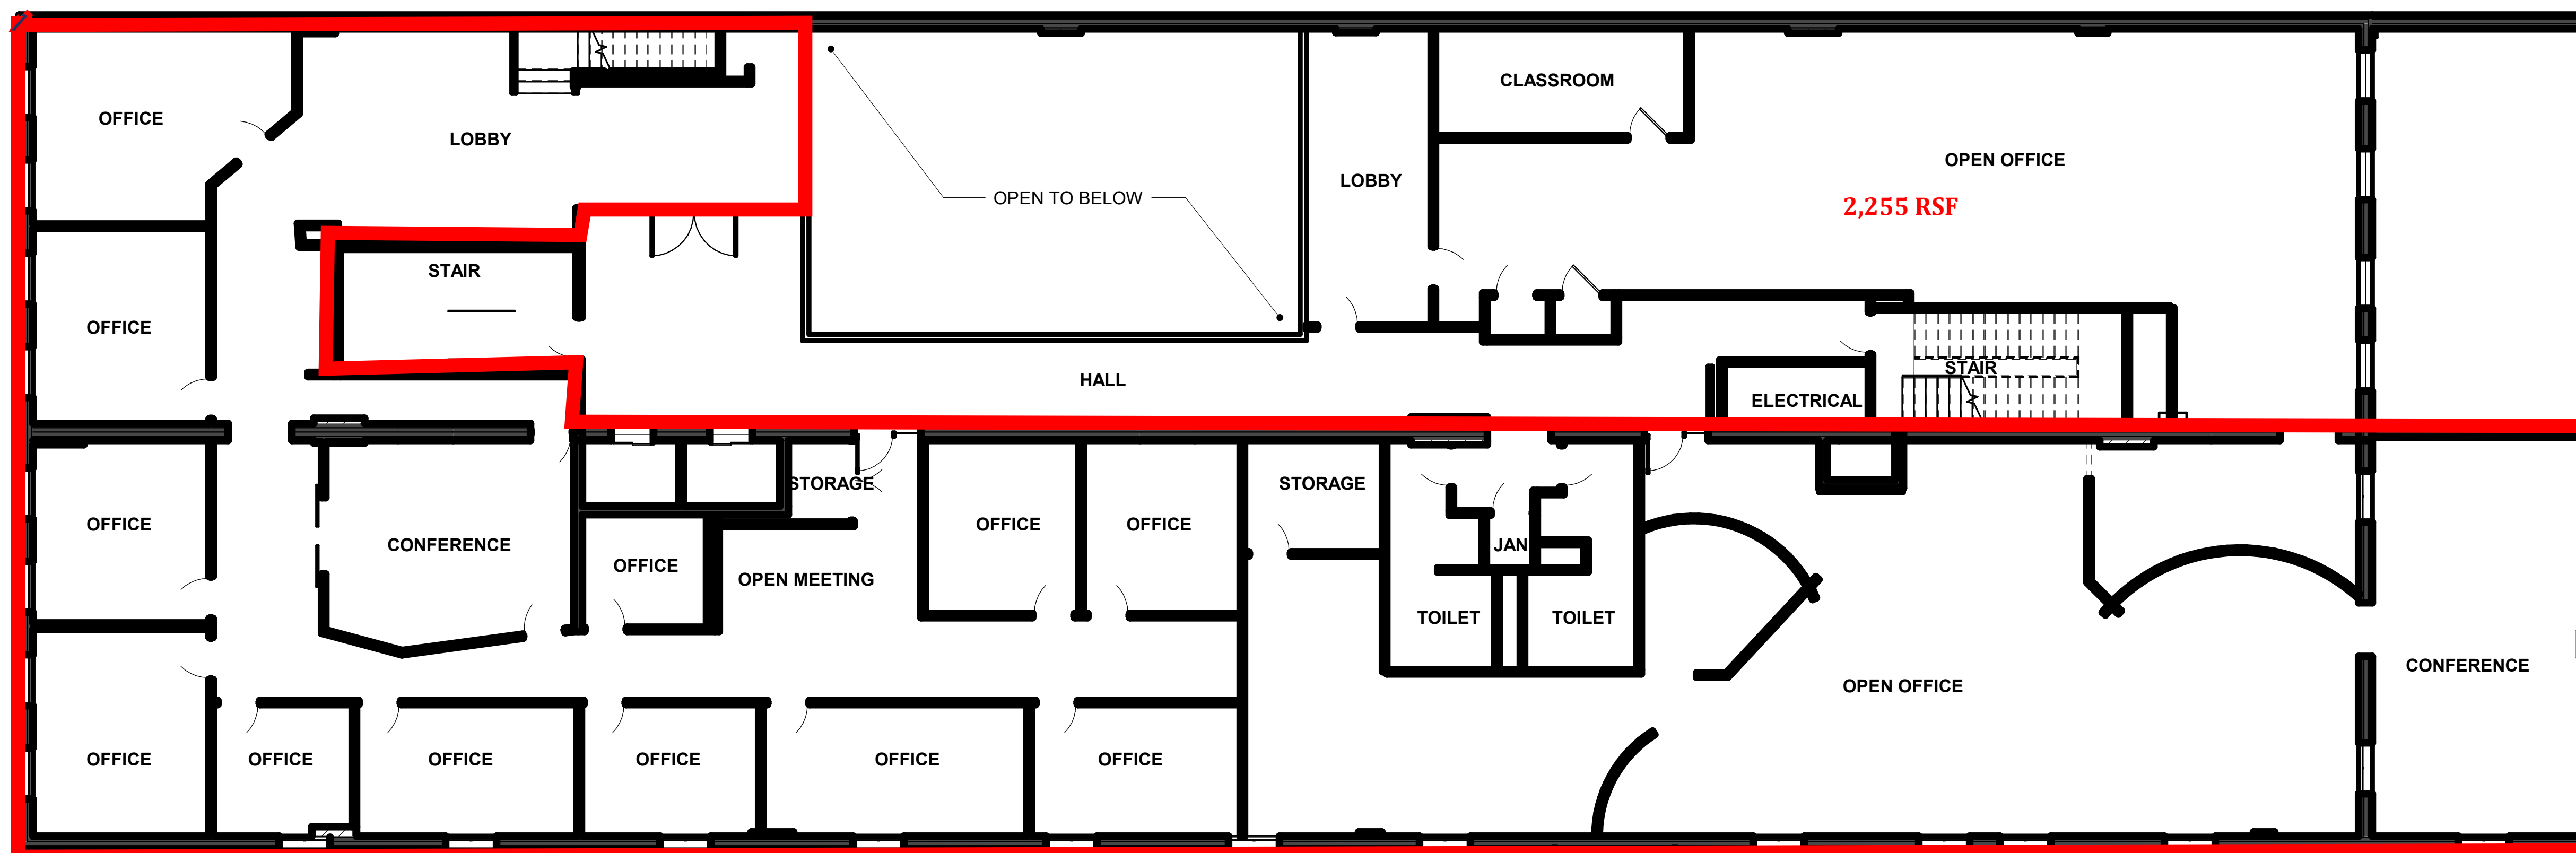 CLASSROOM
OFFICE
LOBBY
OPEN OFFICE
LOBBY
OPEN TO BELOW
2,255 RSF
STAIR
OFFICE
STAIR
HALL
ELECTRICAL
STORAGE
STORAGE
OFFICE
OFFICE
OFFICE
CONFERENCE
JAN
OFFICE
OPEN MEETING
TOILET
TOILET
CONFERENCE
OPEN OFFICE
OFFICE
OFFICE
OFFICE
OFFICE
OFFICE
OFFICE